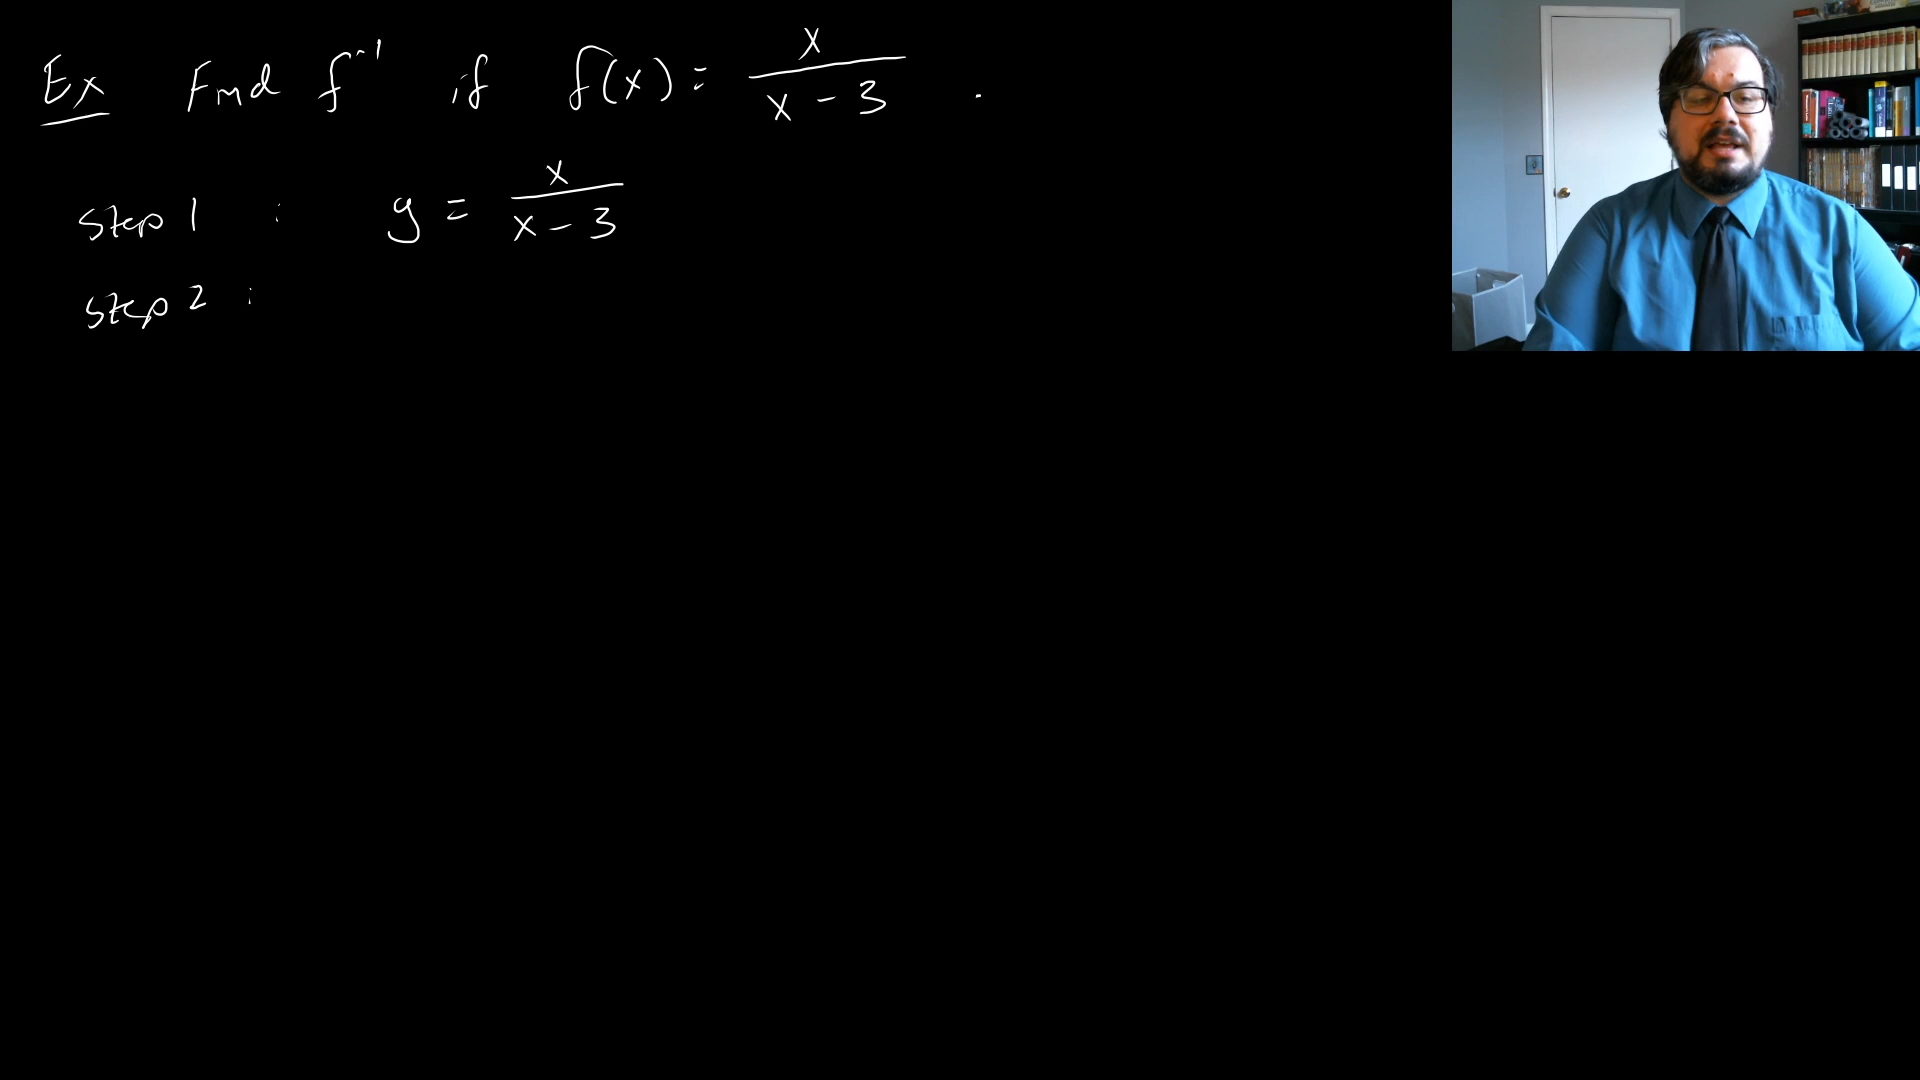 Ex Find f⁻¹ if f(x) = x / (x - 3) .
Step 1 : y = x / (x - 3)
Step 2 :